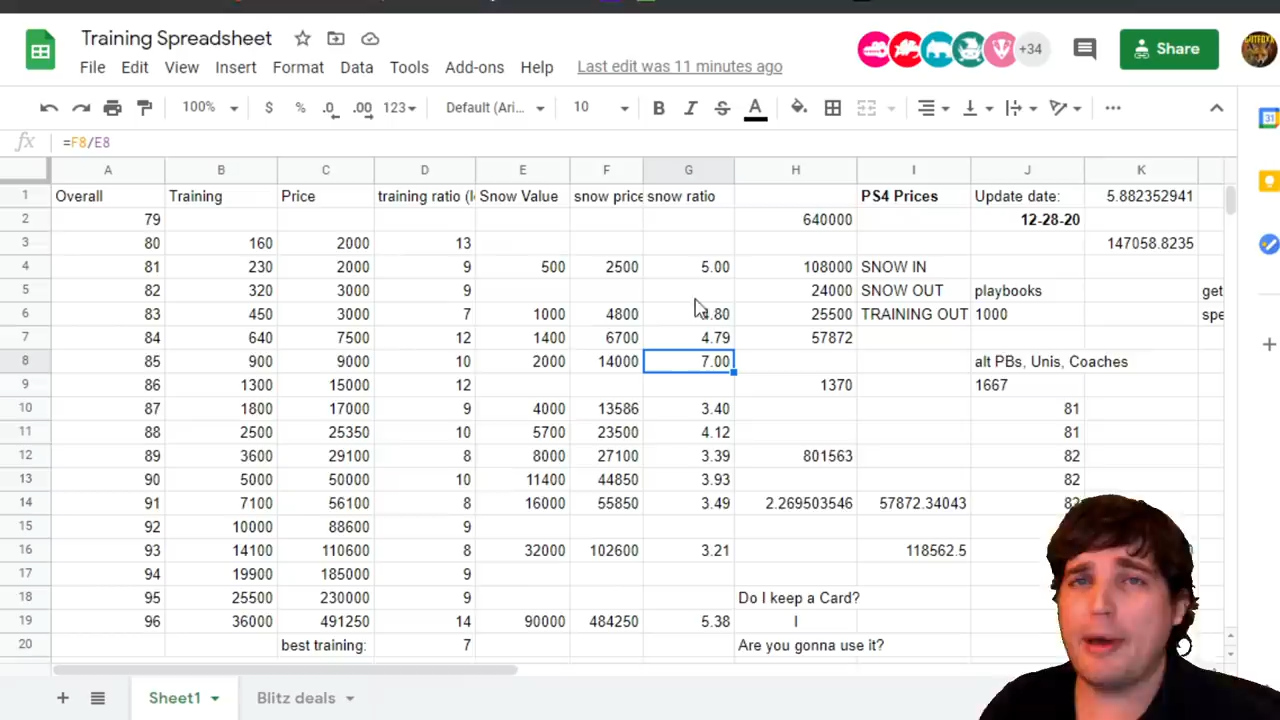 Training Spreadsheet
+34
Share
File Edit View Insert Format Data Tools Add-ons Help Last edit was 11 minutes ago
100% $ % .0 .00 123 Default (Ari... 10 B I S A
fx =F8/E8
A B C D E F G H I J K
1 Overall Training Price training ratio (l Snow Value snow price snow ratio PS4 Prices Update date: 5.882352941
2 79 640000 12-28-20
3 80 160 2000 13 147058.8235
4 81 230 2000 9 500 2500 5.00 108000 SNOW IN
5 82 320 3000 9 24000 SNOW OUT playbooks get
6 83 450 3000 7 1000 4800 4.80 25500 TRAINING OUT 1000 spe
7 84 640 7500 12 1400 6700 4.79 57872
8 85 900 9000 10 2000 14000 7.00 alt PBs, Unis, Coaches
9 86 1300 15000 12 1370 1667
10 87 1800 17000 9 4000 13586 3.40 81
11 88 2500 25350 10 5700 23500 4.12 81
12 89 3600 29100 8 8000 27100 3.39 801563 82
13 90 5000 50000 10 11400 44850 3.93 82
14 91 7100 56100 8 16000 55850 3.49 2.269503546 57872.34043
15 92 10000 88600 9
16 93 14100 110600 8 32000 102600 3.21 118562.5
17 94 19900 185000 9
18 95 25500 230000 9 Do I keep a Card?
19 96 36000 491250 14 90000 484250 5.38 I
20 best training: 7 Are you gonna use it?
Sheet1 Blitz deals